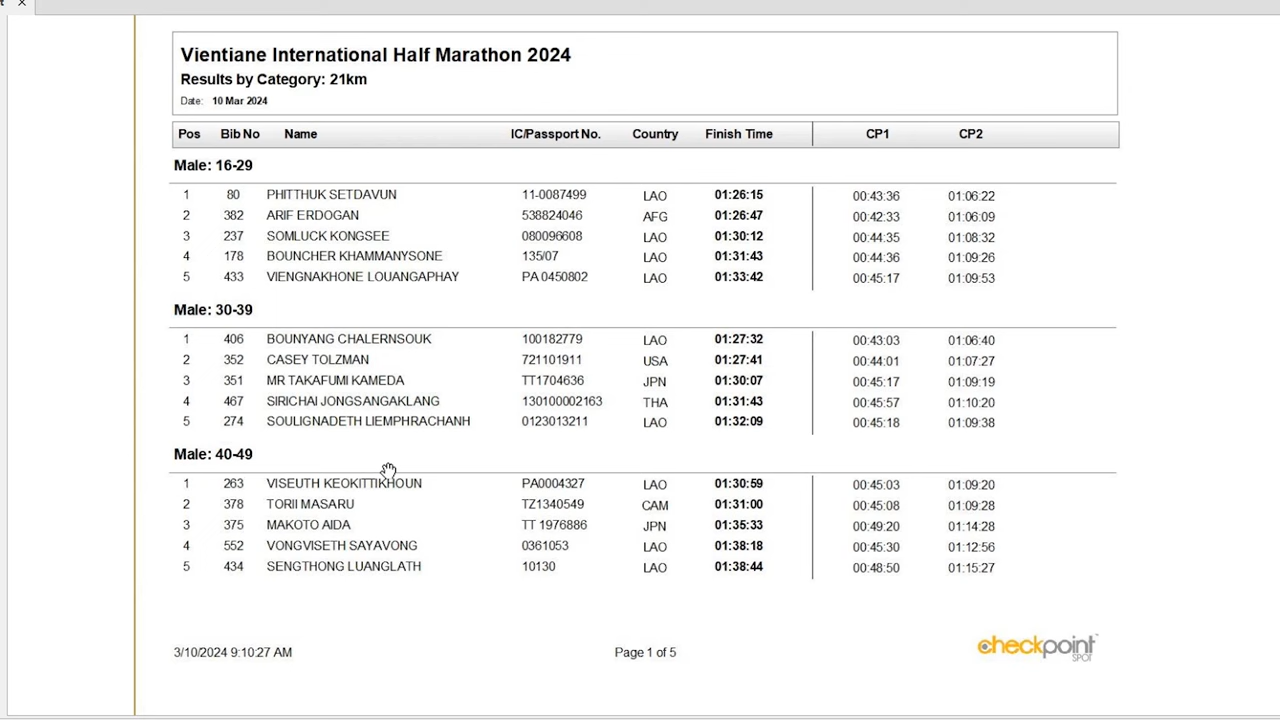 Vientiane International Half Marathon 2024
Results by Category: 21km
Date: 10 Mar 2024
Pos Bib No Name IC/Passport No. Country Finish Time CP1 CP2
Male: 16-29
1 80 PHITTHUK SETDAVUN 11-0087499 LAO 01:26:15 00:43:36 01:06:22
2 382 ARIF ERDOGAN 538824046 AFG 01:26:47 00:42:33 01:06:09
3 237 SOMLUCK KONGSEE 080096608 LAO 01:30:12 00:44:35 01:08:32
4 178 BOUNCHER KHAMMANYSONE 135/07 LAO 01:31:43 00:44:36 01:09:26
5 433 VIENGNAKHONE LOUANGAPHAY PA 0450802 LAO 01:33:42 00:45:17 01:09:53
Male: 30-39
1 406 BOUNYANG CHALERNSOUK 100182779 LAO 01:27:32 00:43:03 01:06:40
2 352 CASEY TOLZMAN 721101911 USA 01:27:41 00:44:01 01:07:27
3 351 MR TAKAFUMI KAMEDA TT1704636 JPN 01:30:07 00:45:17 01:09:19
4 467 SIRICHAI JONGSANGAKLANG 130100002163 THA 01:31:43 00:45:57 01:10:20
5 274 SOULIGNADETH LIEMPHRACHANH 0123013211 LAO 01:32:09 00:45:18 01:09:38
Male: 40-49
1 263 VISEUTH KEOKITTIKHOUN PA0004327 LAO 01:30:59 00:45:03 01:09:20
2 378 TORII MASARU TZ1340549 CAM 01:31:00 00:45:08 01:09:28
3 375 MAKOTO AIDA TT 1976886 JPN 01:35:33 00:49:20 01:14:28
4 552 VONGVISETH SAYAVONG 0361053 LAO 01:38:18 00:45:30 01:12:56
5 434 SENGTHONG LUANGLATH 10130 LAO 01:38:44 00:48:50 01:15:27
3/10/2024 9:10:27 AM Page 1 of 5 checkpoint
SPOT